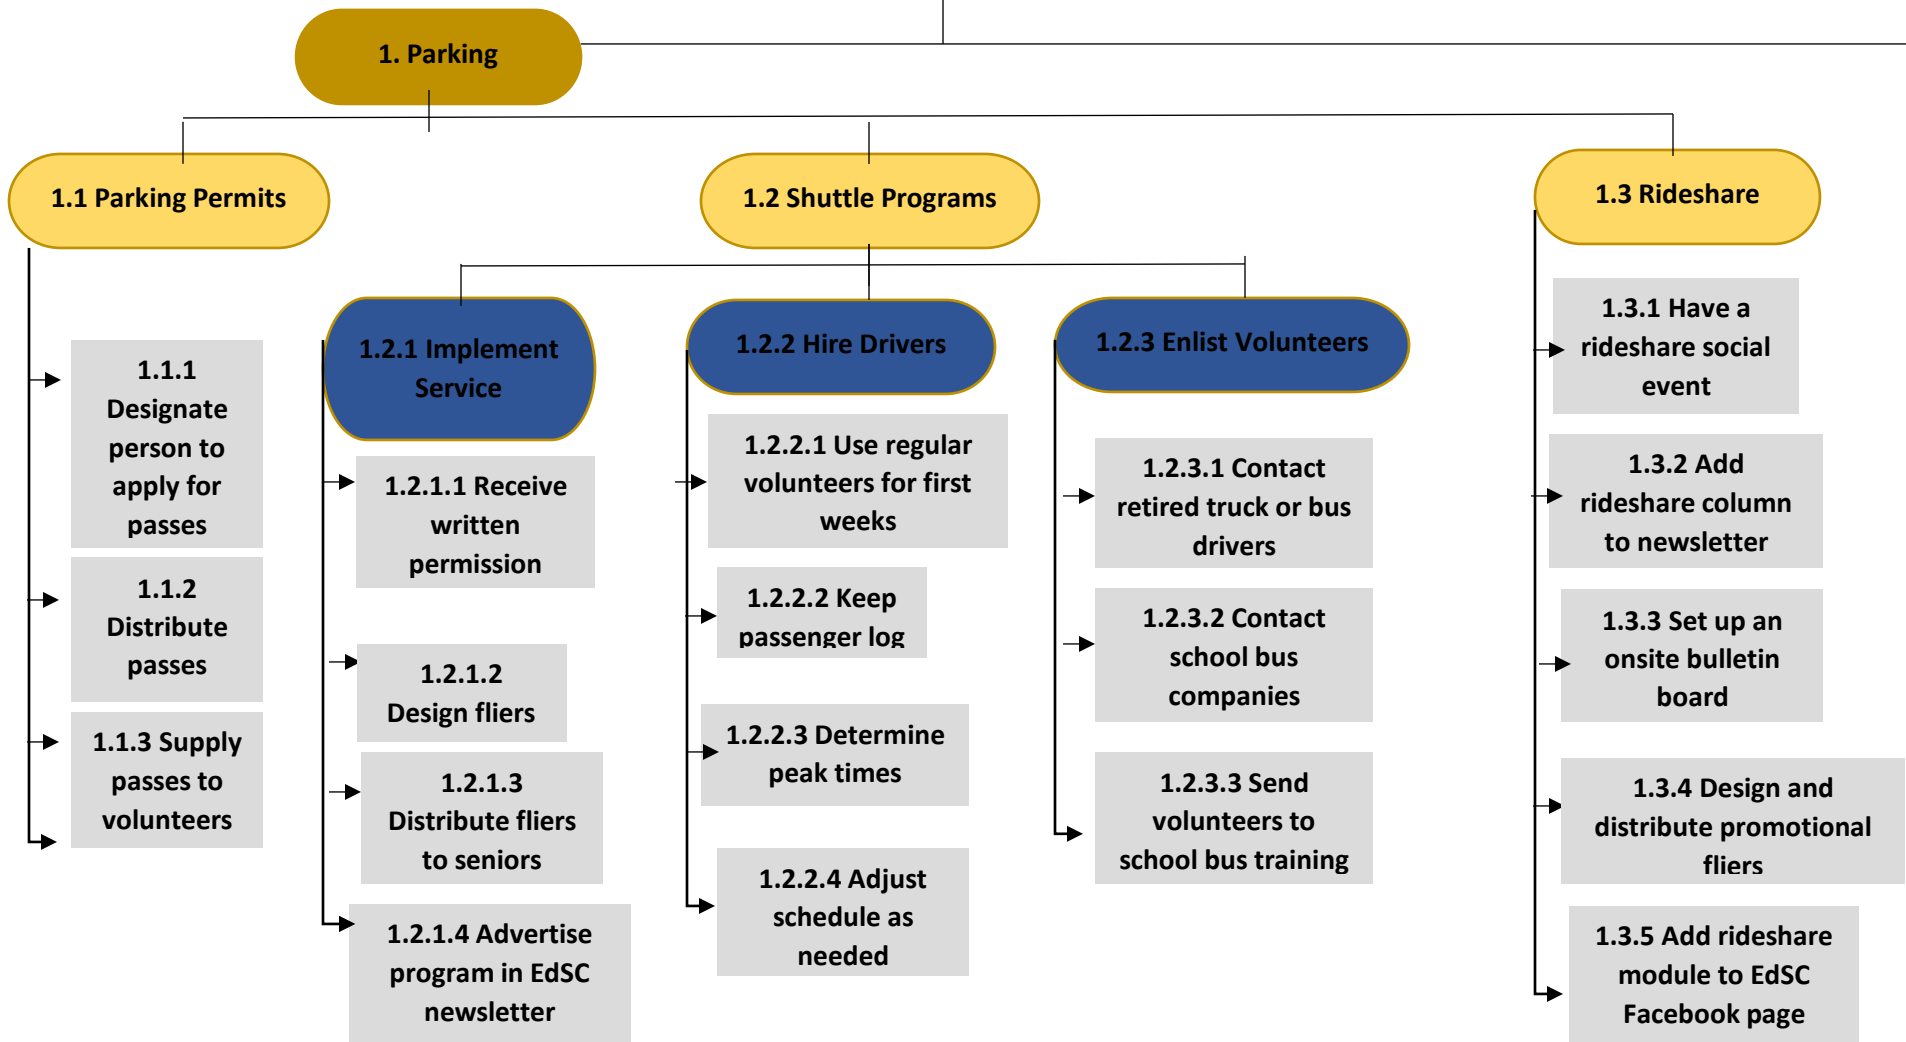 1. Parking
1.1 Parking Permits
1.1.1
Designate
person to
apply for
passes
1.1.2
Distribute
passes
1.1.3 Supply
passes to
volunteers
1.2 Shuttle Programs
1.2.1 Implement
Service
1.2.1.1 Receive
written
permission
1.2.1.2
Design fliers
1.2.1.3
Distribute fliers
to seniors
1.2.1.4 Advertise
program in EdSC
newsletter
1.2.2 Hire Drivers
1.2.2.1 Use regular
volunteers for first
weeks
1.2.2.2 Keep
passenger log
1.2.2.3 Determine
peak times
1.2.2.4 Adjust
schedule as
needed
1.2.3 Enlist Volunteers
1.2.3.1 Contact
retired truck or bus
drivers
1.2.3.2 Contact
school bus
companies
1.2.3.3 Send
volunteers to
school bus training
1.3 Rideshare
1.3.1 Have a
rideshare social
event
1.3.2 Add
rideshare column
to newsletter
1.3.3 Set up an
onsite bulletin
board
1.3.4 Design and
distribute promotional
fliers
1.3.5 Add rideshare
module to EdSC
Facebook page